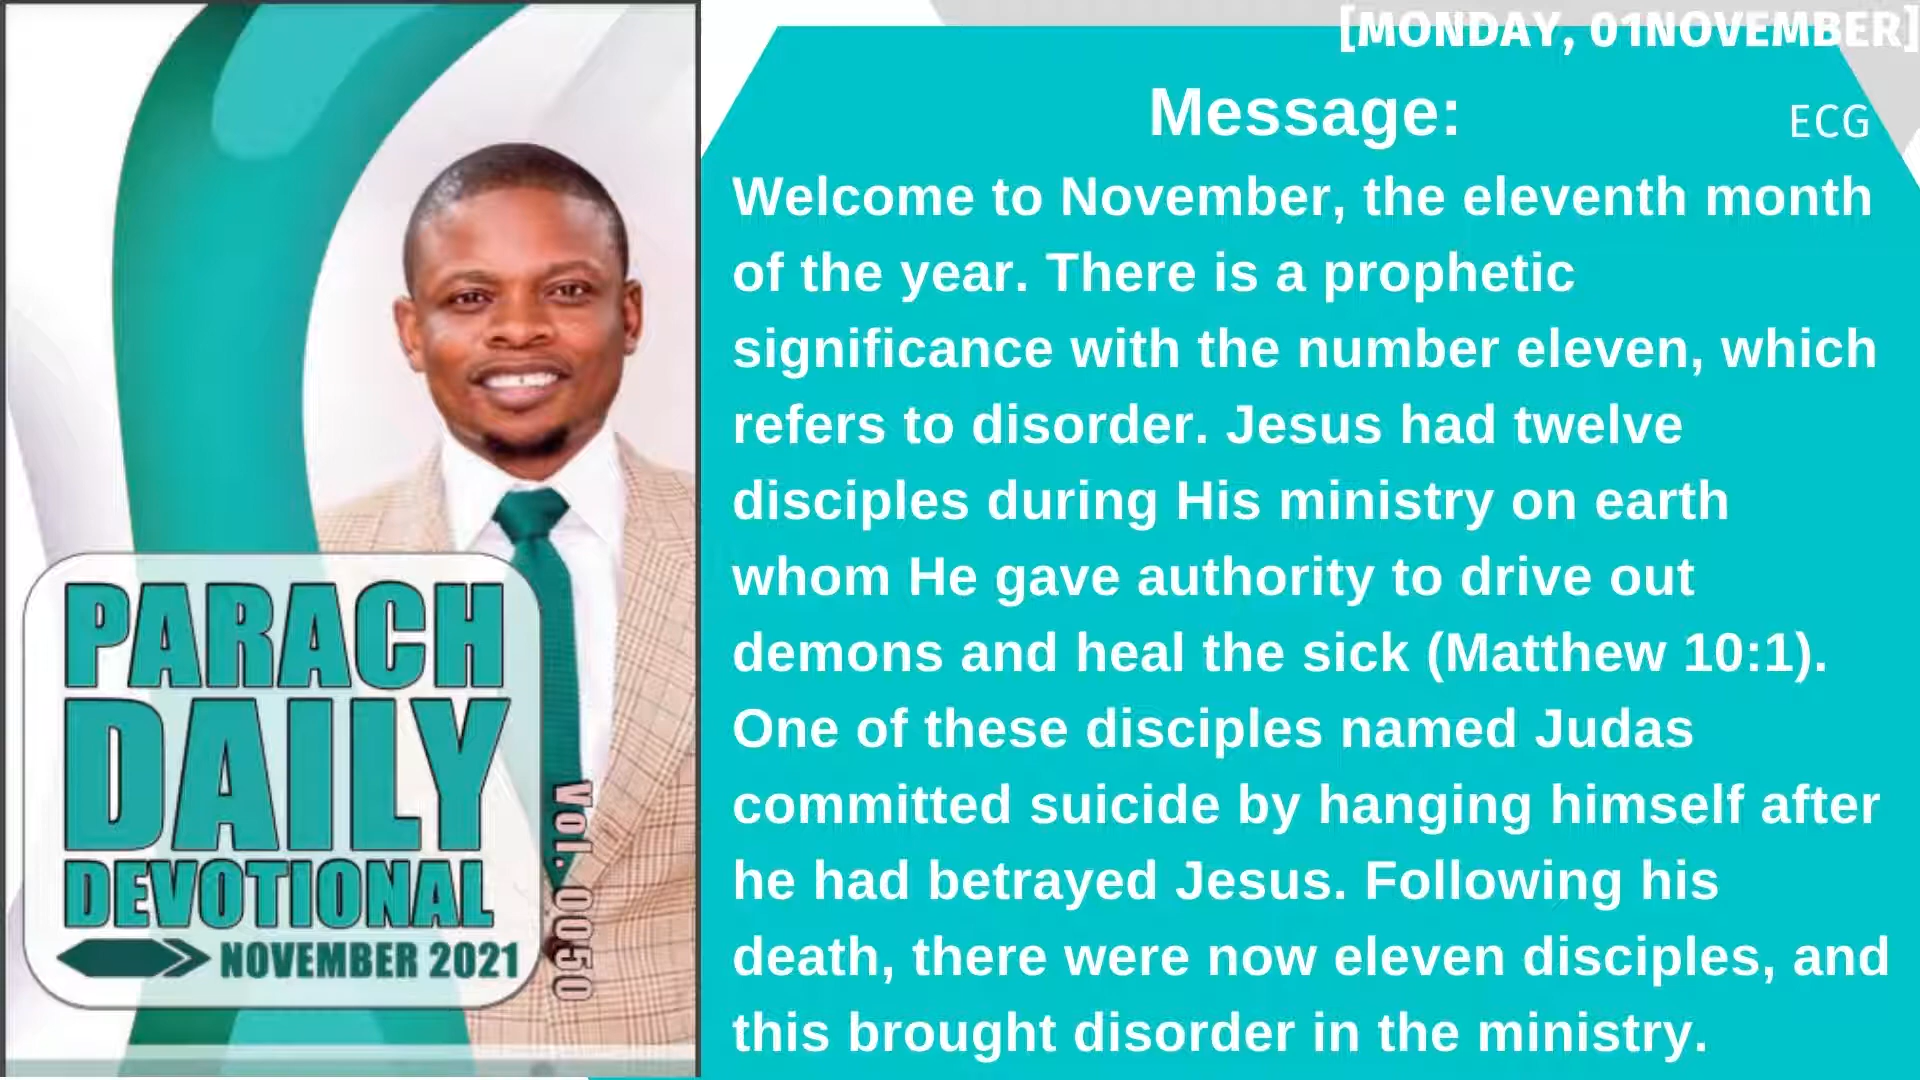 [MONDAY, 01NOVEMBER]
Message:
ECG
Welcome to November, the eleventh month
of the year. There is a prophetic
significance with the number eleven, which
refers to disorder. Jesus had twelve
disciples during His ministry on earth
whom He gave authority to drive out
demons and heal the sick (Matthew 10:1).
One of these disciples named Judas
committed suicide by hanging himself after
he had betrayed Jesus. Following his
death, there were now eleven disciples, and
this brought disorder in the ministry.
PARACH
DAILY
DEVOTIONAL
NOVEMBER 2021
Vol. 0050